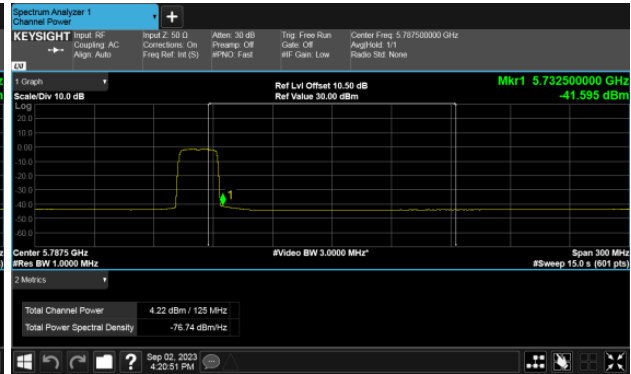 Spectrum Analyzer 1
Channel Power
+
KEYSIGHT Input: RF Input Z: 50 Ω Atten: 30 dB Trig: Free Run Center Freq: 5.787500000 GHz
Coupling: AC Corrections: On Preamp: Off Gate: Off Avg|Hold: 1/1
Align: Auto Freq Ref: Int (S) #PNO: Fast #IF Gain: Low Radio Std: None
LXI
1 Graph Ref Lvl Offset 10.50 dB Mkr1 5.732500000 GHz
Scale/Div 10.0 dB Ref Value 30.00 dBm -41.595 dBm
Log
20.0
10.0
0.00
-10.0
-20.0
-30.0
-40.0
-50.0
-60.0
1
Center 5.7875 GHz #Video BW 3.0000 MHz* Span 300 MHz
#Res BW 1.0000 MHz #Sweep 15.0 s (601 pts)
2 Metrics
Total Channel Power 4.22 dBm / 125 MHz
Total Power Spectral Density -76.74 dBm/Hz
? Sep 02, 2023
4:20:51 PM